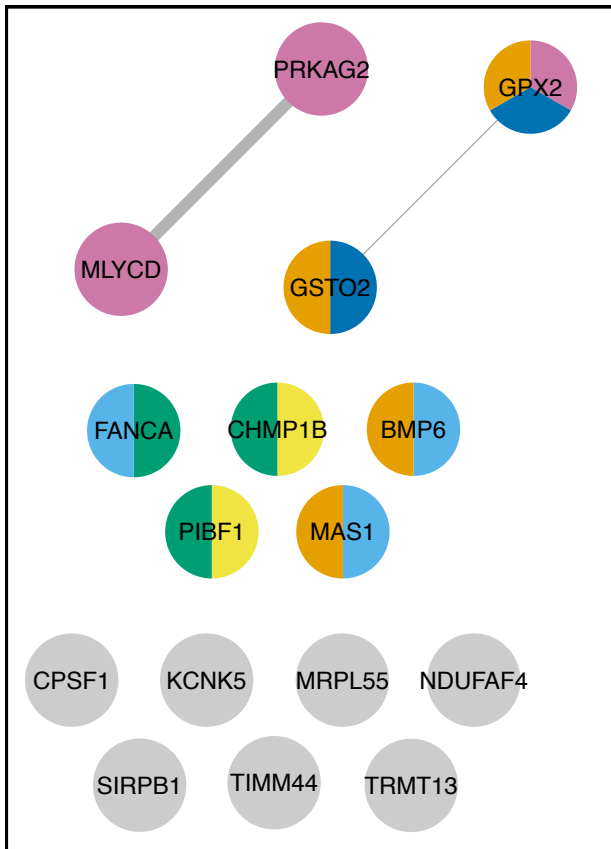 PRKAG2
GPX2
MLYCD
GSTO2
FANCA
CHMP1B
BMP6
PIBF1
MAS1
CPSF1
KCNK5
MRPL55
NDUFAF4
SIRPB1
TIMM44
TRMT13